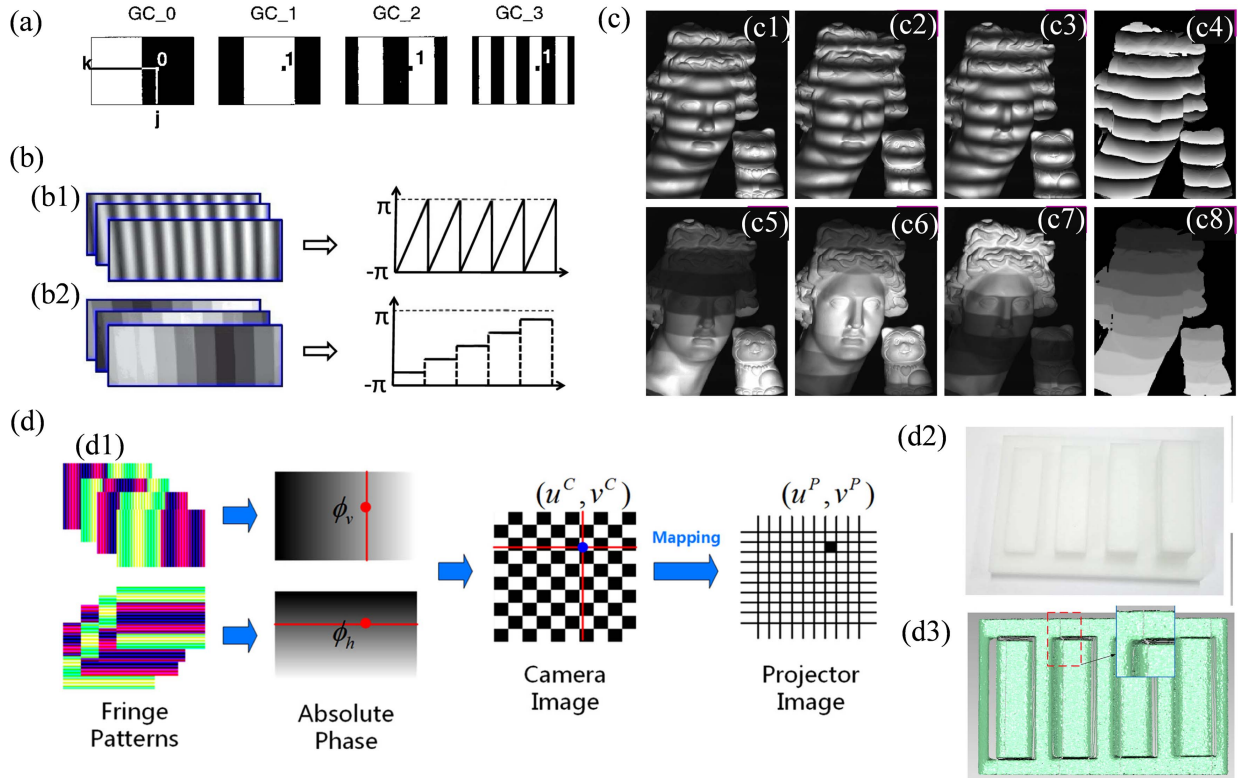 (a)
GC_0
GC_1
GC_2
GC_3
k
0
j
1
1
1
(b)
(b1)
π
-π
(b2)
π
-π
(c)
(c1)
(c2)
(c3)
(c4)
(c5)
(c6)
(c7)
(c8)
(d)
(d1)
ϕv
ϕh
(u^C, v^C)
Mapping
(u^P, v^P)
Fringe
Patterns
Absolute
Phase
Camera
Image
Projector
Image
(d2)
(d3)